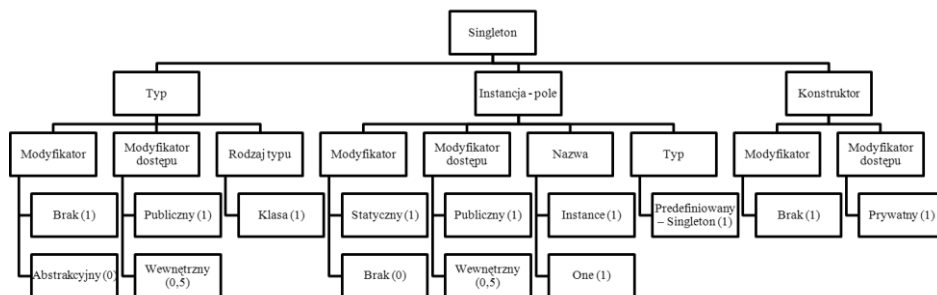 Singleton
Typ
Instancja - pole
Konstruktor
Modyfikator
Modyfikator
dostępu
Rodzaj typu
Modyfikator
Modyfikator
dostępu
Nazwa
Typ
Modyfikator
Modyfikator
dostępu
Brak (1)
Publiczny (1)
Klasa (1)
Statyczny (1)
Publiczny (1)
Instance (1)
Predefiniowany
– Singleton (1)
Brak (1)
Prywatny (1)
Abstrakcyjny (0)
Wewnętrzny
(0,5)
Brak (0)
Wewnętrzny
(0,5)
One (1)